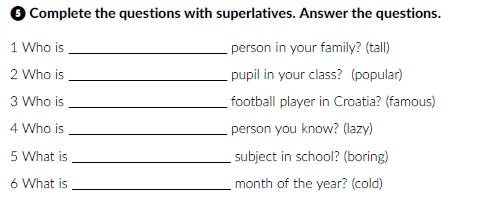 5 Complete the questions with superlatives. Answer the questions.
1 Who is ____________________ person in your family? (tall)
2 Who is ____________________ pupil in your class? (popular)
3 Who is ____________________ football player in Croatia? (famous)
4 Who is ____________________ person you know? (lazy)
5 What is ____________________ subject in school? (boring)
6 What is ____________________ month of the year? (cold)